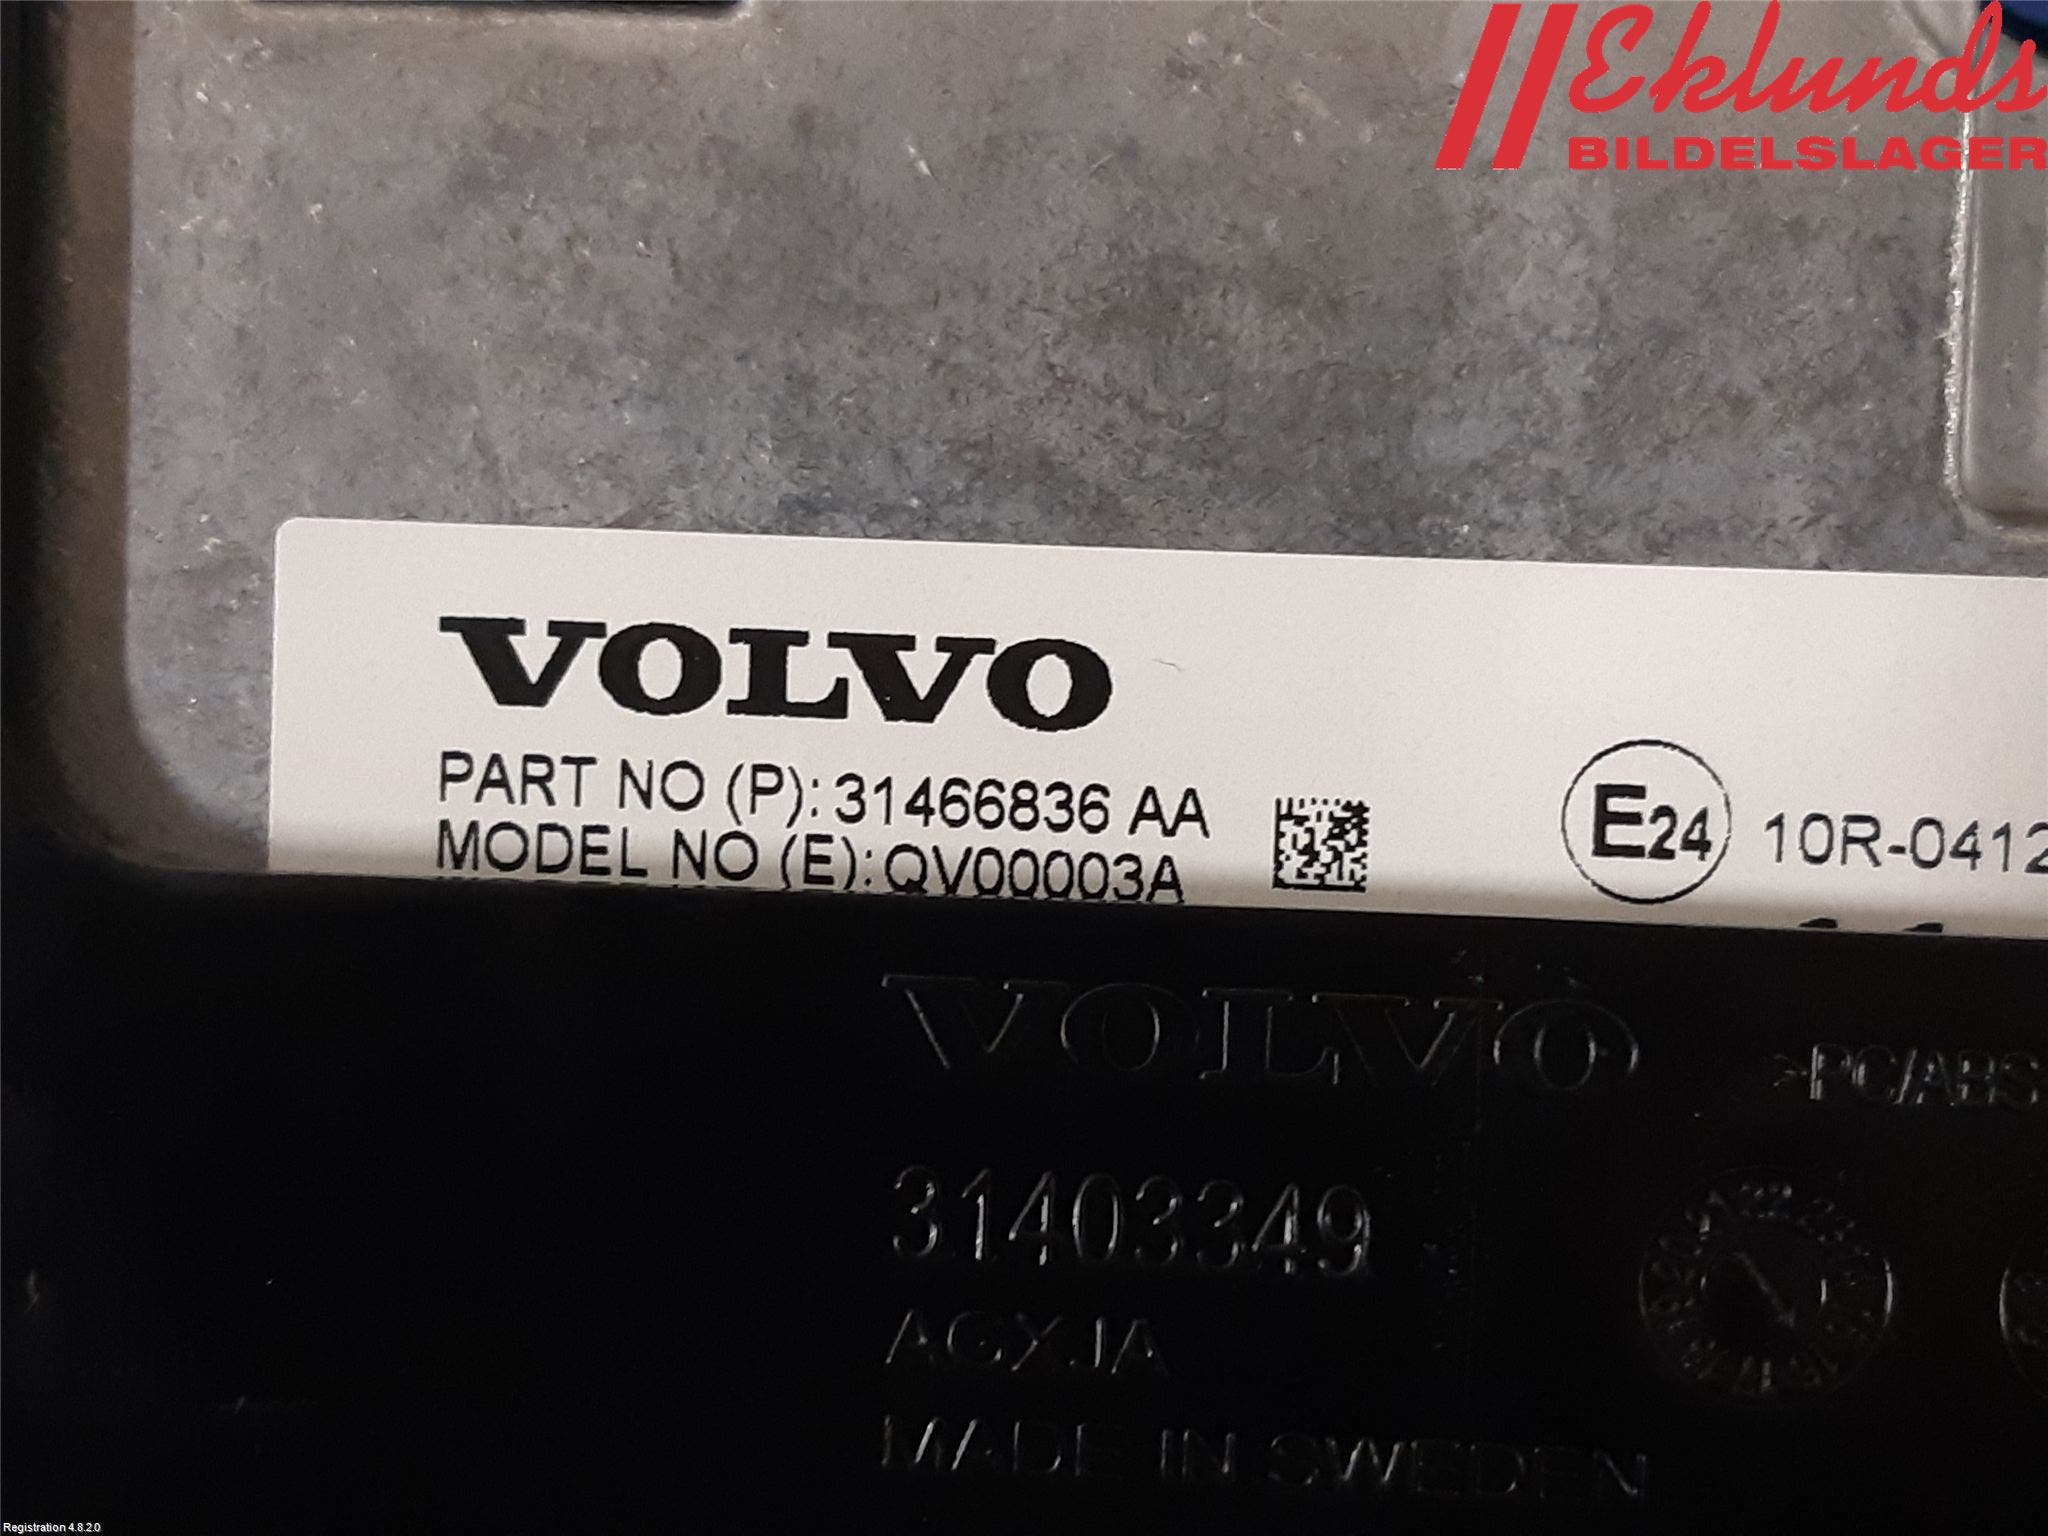 Eklunds
BILDELSLAGER
VOLVO
PART NO (P): 31466836 AA
MODEL NO (E): QV00003A
E24 10R-0412
VOLVO
>PC/ABS
31403349
AGXJA
MADE IN SWEDEN
Registration 4.8.2.0